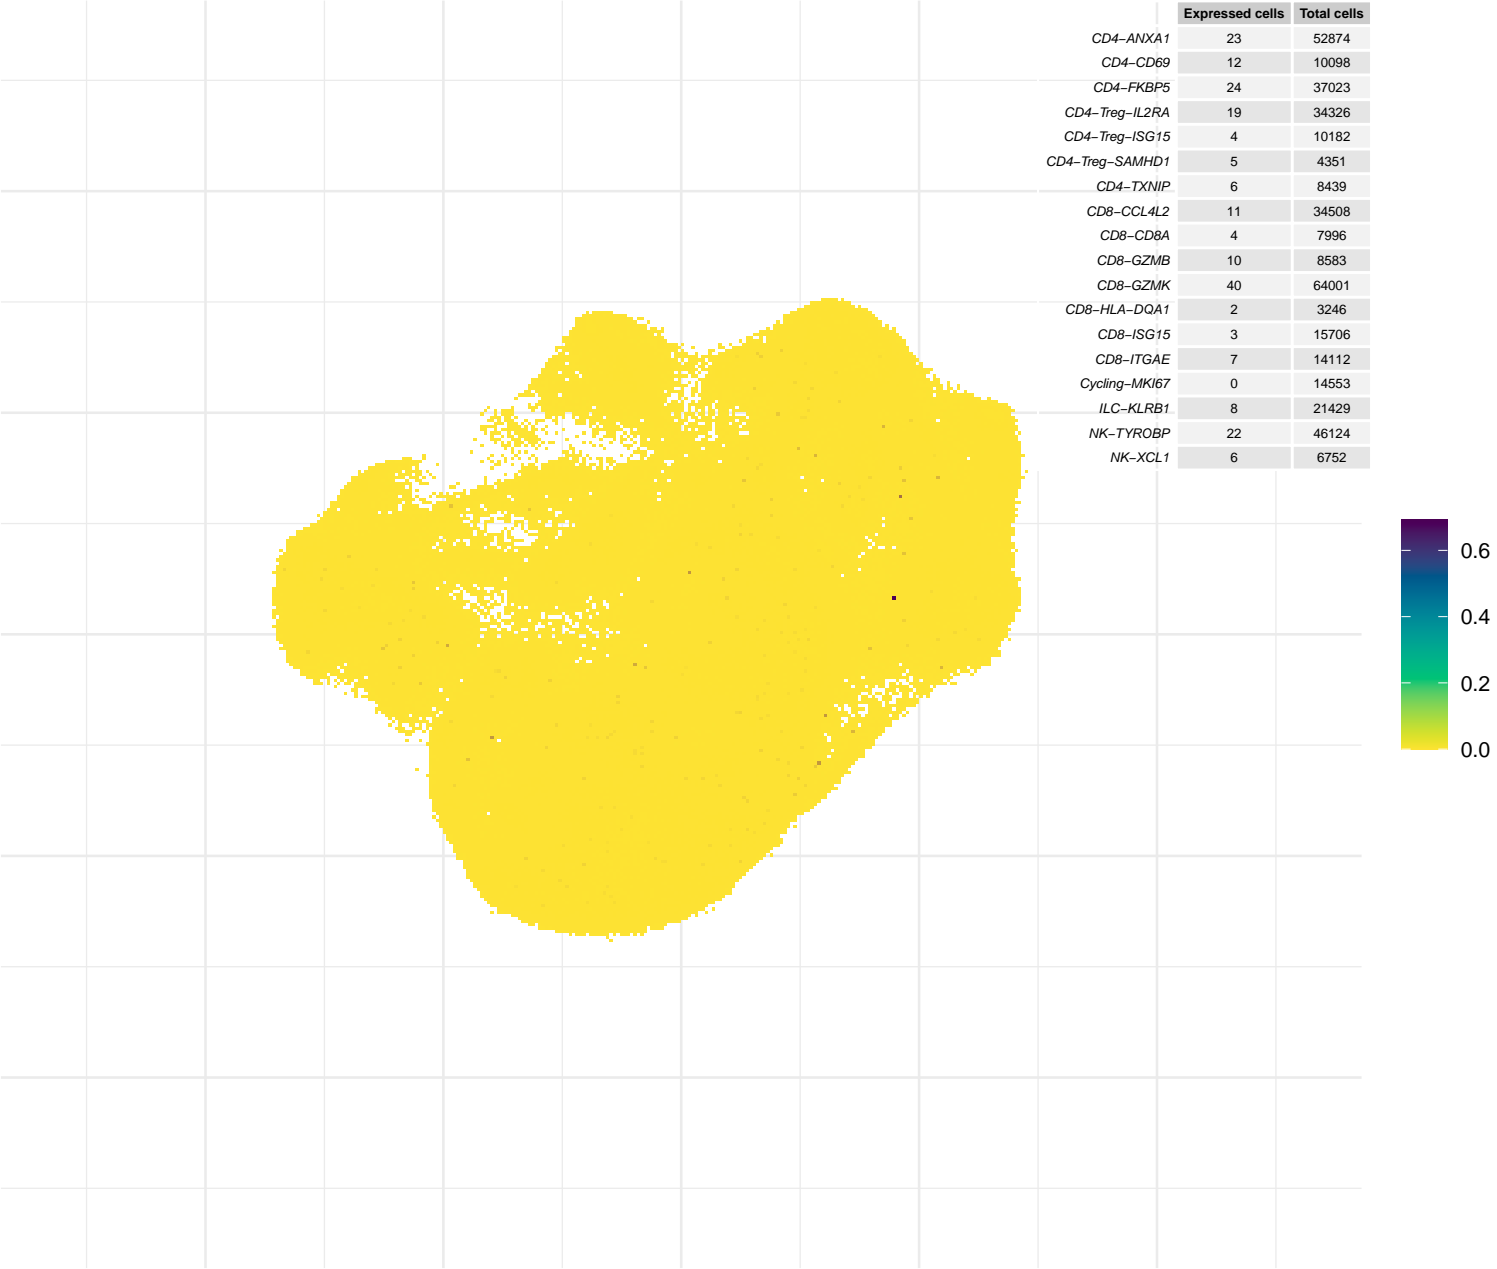 Expressed cells Total cells
CD4−ANXA1 23 52874
CD4−CD69 12 10098
CD4−FKBP5 24 37023
CD4−Treg−IL2RA 19 34326
CD4−Treg−ISG15 4 10182
CD4−Treg−SAMHD1 5 4351
CD4−TXNIP 6 8439
CD8−CCL4L2 11 34508
CD8−CD8A 4 7996
CD8−GZMB 10 8583
CD8−GZMK 40 64001
CD8−HLA−DQA1 2 3246
CD8−ISG15 3 15706
CD8−ITGAE 7 14112
Cycling−MKI67 0 14553
ILC−KLRB1 8 21429
NK−TYROBP 22 46124
NK−XCL1 6 6752
0.6
0.4
0.2
0.0